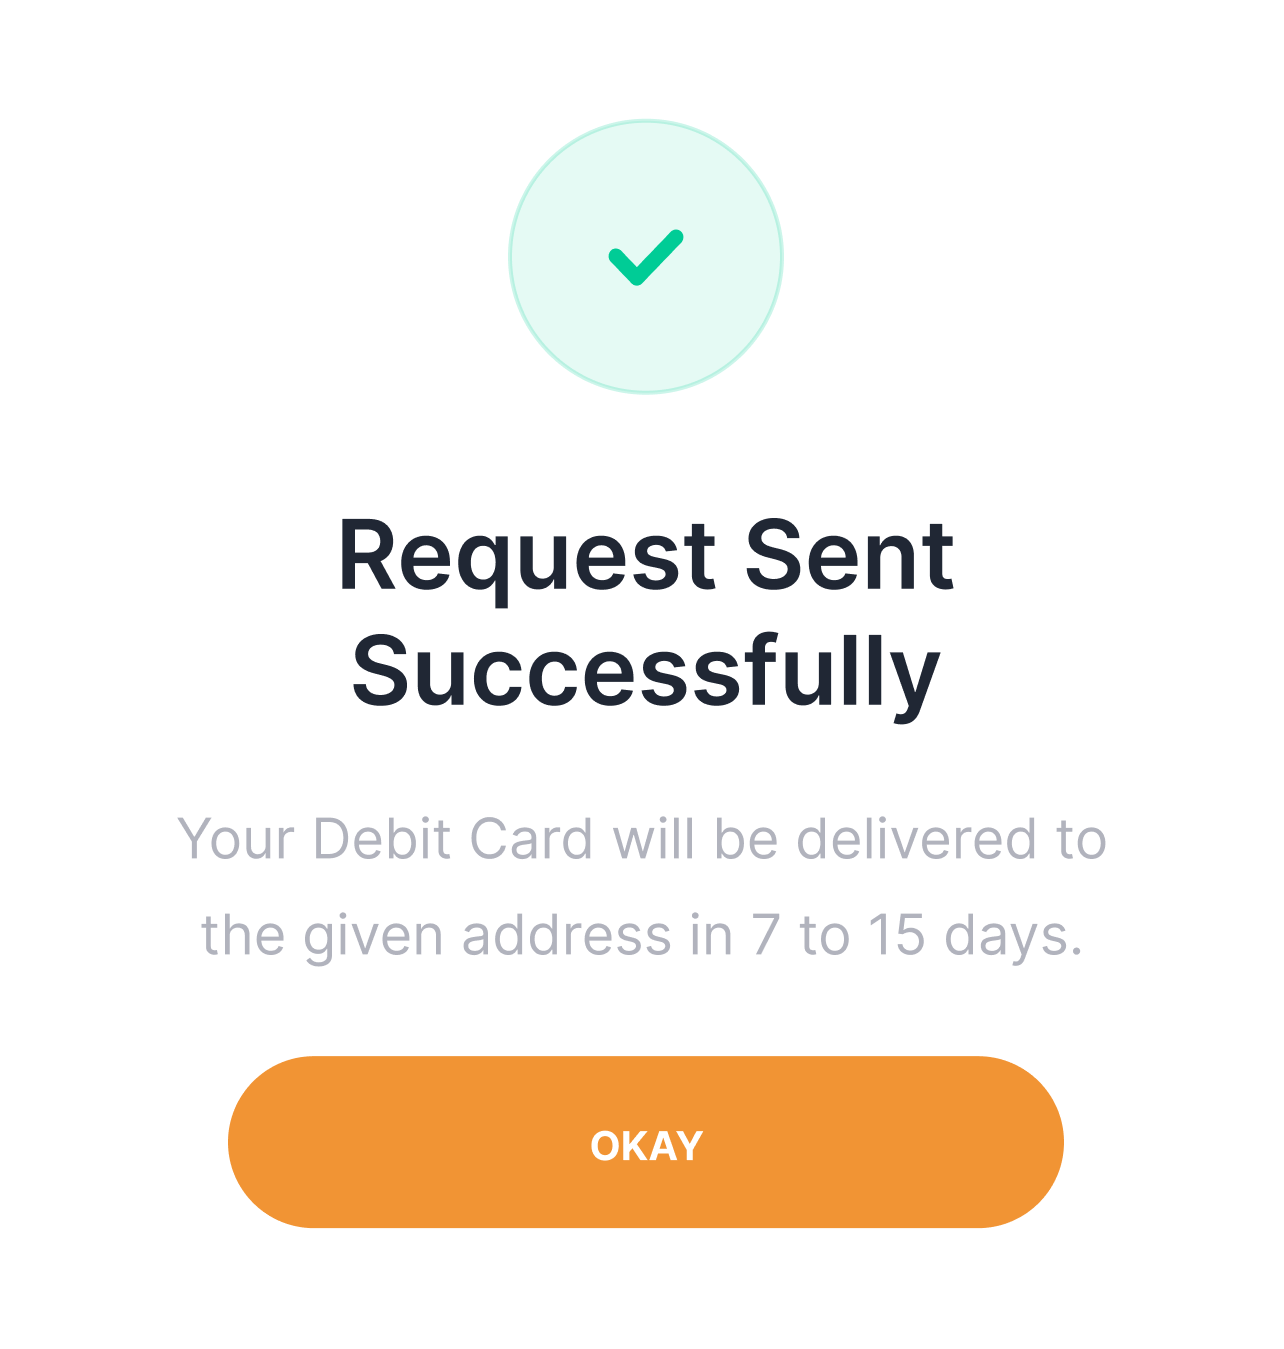 Request Sent
Successfully
Your Debit Card will be delivered to
the given address in 7 to 15 days.
OKAY